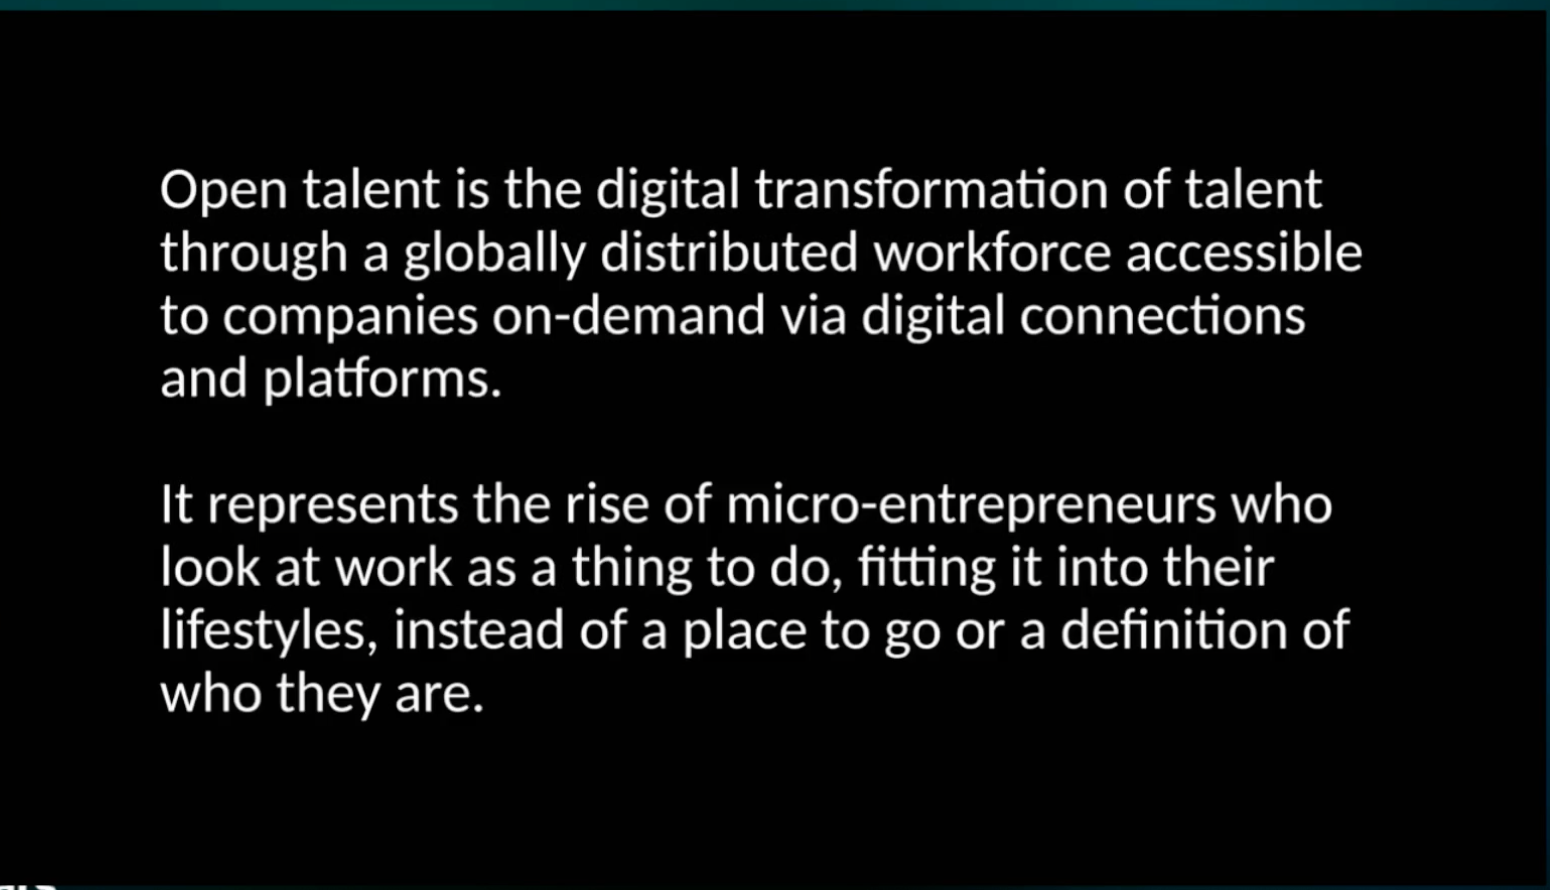 Open talent is the digital transformation of talent
through a globally distributed workforce accessible
to companies on-demand via digital connections
and platforms.
It represents the rise of micro-entrepreneurs who
look at work as a thing to do, fitting it into their
lifestyles, instead of a place to go or a definition of
who they are.